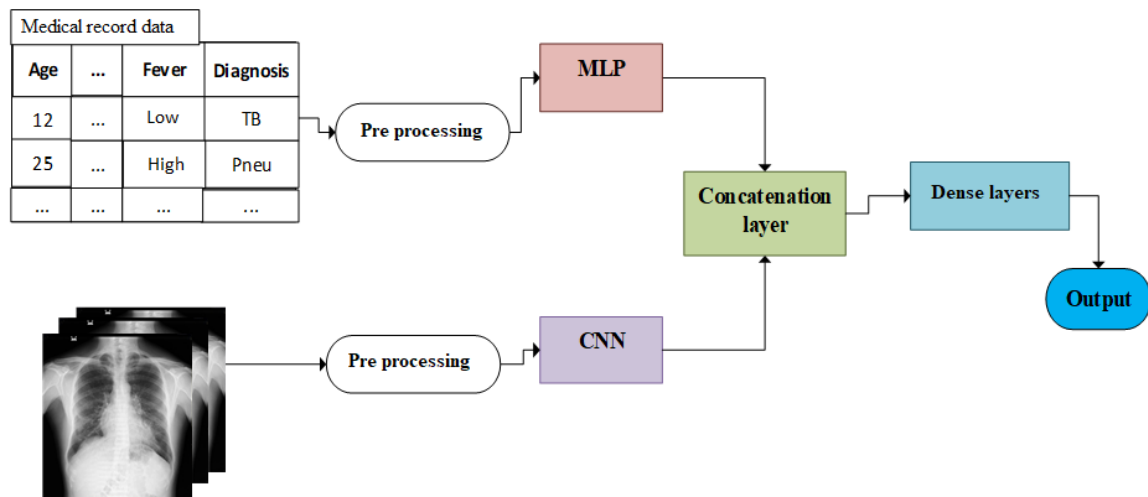 Medical record data
Age ... Fever Diagnosis
12 ... Low TB
25 ... High Pneu
... ... ... ...
Pre processing
MLP
Pre processing
CNN
Concatenation
layer
Dense layers
Output